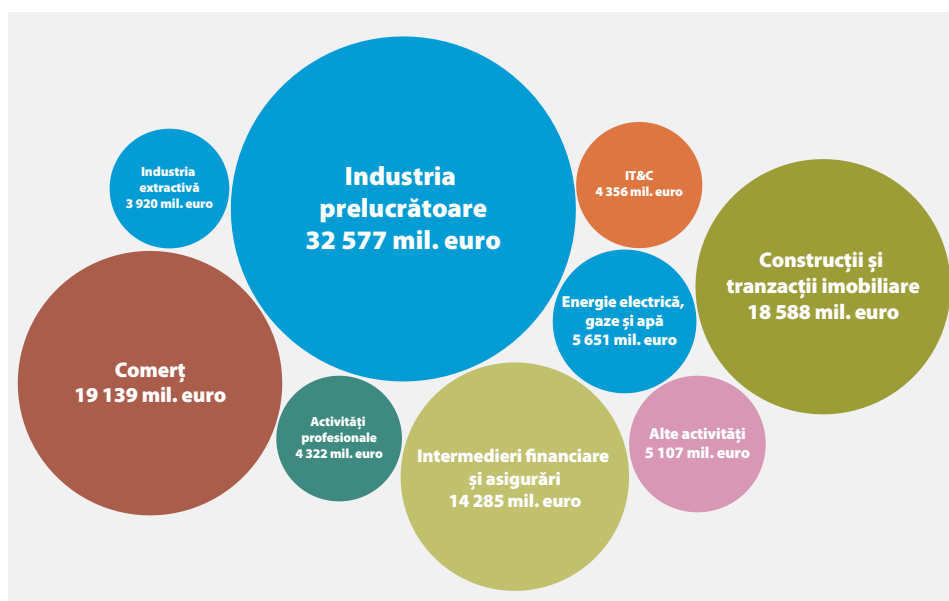 Industria
extractivă
3 920 mil. euro
Industria
prelucrătoare
32 577 mil. euro
IT&C
4 356 mil. euro
Construcții și
tranzacții imobiliare
18 588 mil. euro
Energie electrică,
gaze și apă
5 651 mil. euro
Comerț
19 139 mil. euro
Activități
profesionale
4 322 mil. euro
Intermedieri financiare
și asigurări
14 285 mil. euro
Alte activități
5 107 mil. euro